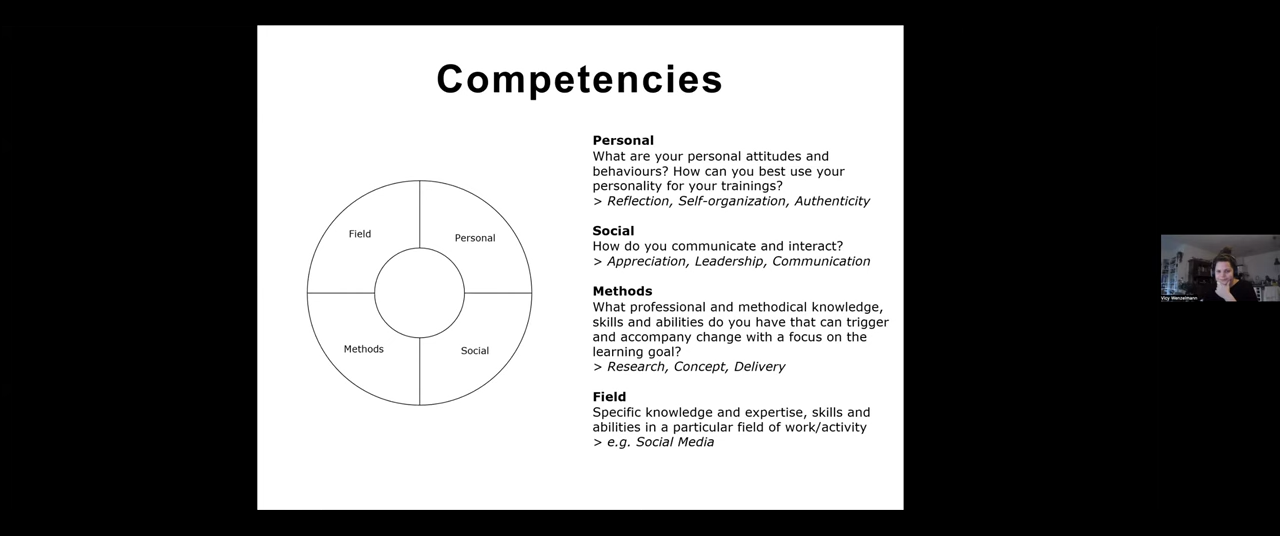 Competencies
Field
Personal
Methods
Social
Personal
What are your personal attitudes and
behaviours? How can you best use your
personality for your trainings?
> Reflection, Self-organization, Authenticity
Social
How do you communicate and interact?
> Appreciation, Leadership, Communication
Methods
What professional and methodical knowledge,
skills and abilities do you have that can trigger
and accompany change with a focus on the
learning goal?
> Research, Concept, Delivery
Field
Specific knowledge and expertise, skills and
abilities in a particular field of work/activity
> e.g. Social Media
Vicy Wenzelmann